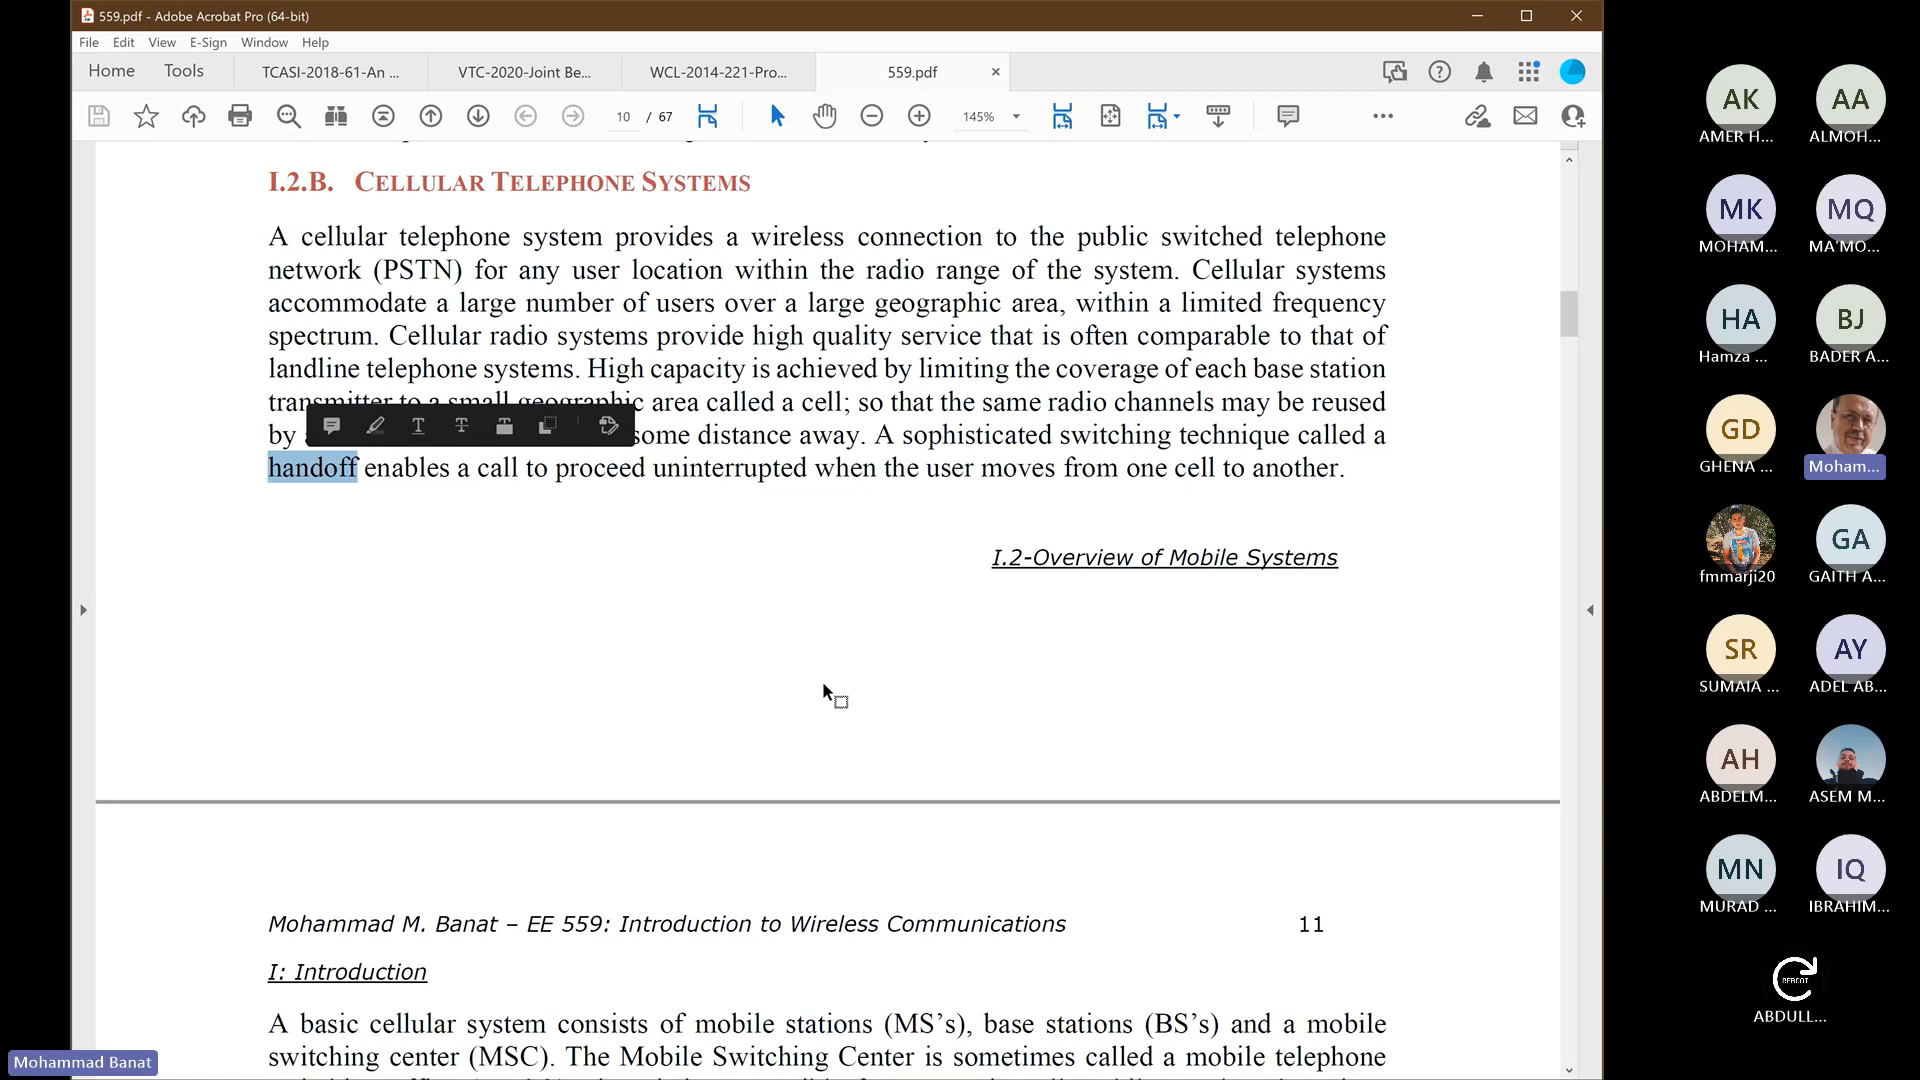 559.pdf - Adobe Acrobat Pro (64-bit)
File Edit View E-Sign Window Help
Home Tools TCASI-2018-61-An ... VTC-2020-Joint Be... WCL-2014-221-Pro... 559.pdf
10 / 67 145%
I.2.B. CELLULAR TELEPHONE SYSTEMS
A cellular telephone system provides a wireless connection to the public switched telephone
network (PSTN) for any user location within the radio range of the system. Cellular systems
accommodate a large number of users over a large geographic area, within a limited frequency
spectrum. Cellular radio systems provide high quality service that is often comparable to that of
landline telephone systems. High capacity is achieved by limiting the coverage of each base station
transmitter to a small geographic area called a cell; so that the same radio channels may be reused
by some distance away. A sophisticated switching technique called a
handoff enables a call to proceed uninterrupted when the user moves from one cell to another.
I.2-Overview of Mobile Systems
Mohammad M. Banat – EE 559: Introduction to Wireless Communications 11
I: Introduction
A basic cellular system consists of mobile stations (MS’s), base stations (BS’s) and a mobile
switching center (MSC). The Mobile Switching Center is sometimes called a mobile telephone
Mohammad Banat
AK AA
AMER H... ALMOH...
MK MQ
MOHAM... MA'MO...
HA BJ
Hamza ... BADER A...
GD
GHENA ... Moham...
GA
fmmarji20 GAITH A...
SR AY
SUMAIA ... ADEL AB...
AH
ABDELM... ASEM M...
MN IQ
MURAD ... IBRAHIM...
REBOOT
ABDULL...